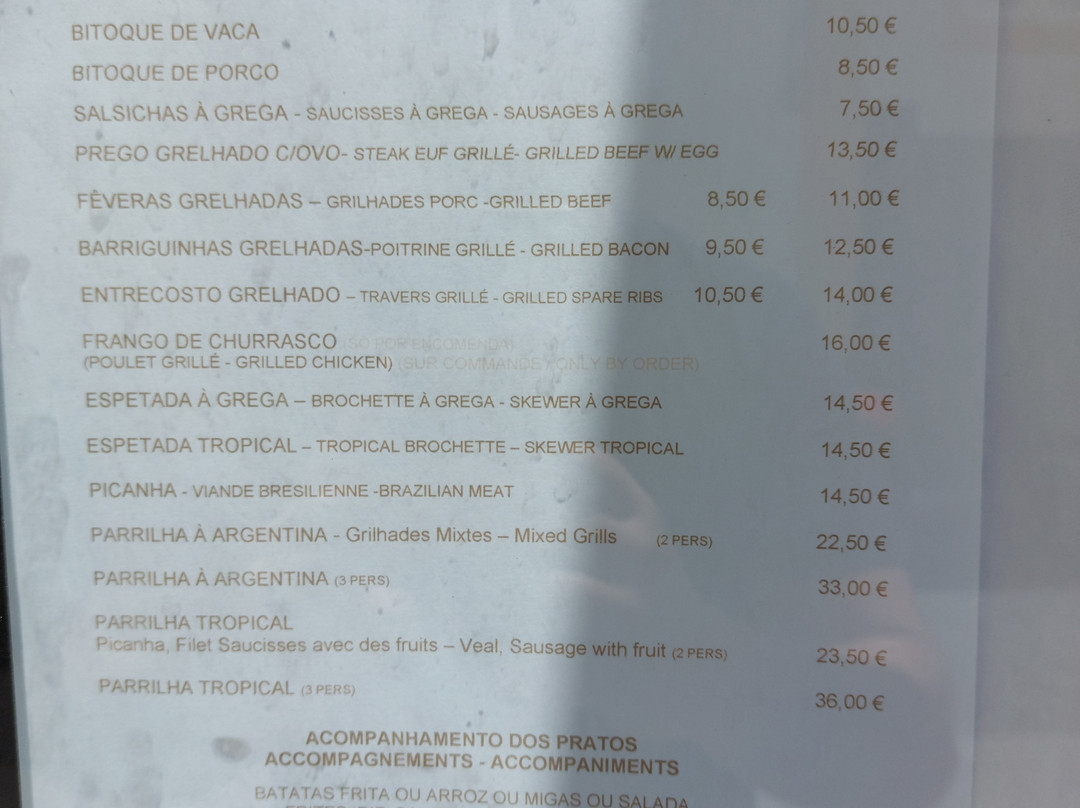 BITOQUE DE VACA 10,50 €
BITOQUE DE PORCO 8,50 €
SALSICHAS À GREGA - SAUCISSES À GREGA - SAUSAGES À GREGA 7,50 €
PREGO GRELHADO C/OVO- STEAK EUF GRILLÉ- GRILLED BEEF W/ EGG 13,50 €
FÊVERAS GRELHADAS – GRILHADES PORC -GRILLED BEEF 8,50 € 11,00 €
BARRIGUINHAS GRELHADAS-POITRINE GRILLÉ - GRILLED BACON 9,50 € 12,50 €
ENTRECOSTO GRELHADO – TRAVERS GRILLÉ - GRILLED SPARE RIBS 10,50 € 14,00 €
FRANGO DE CHURRASCO POR ENCOMENDA 16,00 €
(POULET GRILLÉ - GRILLED CHICKEN) (SUR COMMANDE - ONLY BY ORDER)
ESPETADA À GREGA – BROCHETTE À GREGA - SKEWER À GREGA 14,50 €
ESPETADA TROPICAL – TROPICAL BROCHETTE – SKEWER TROPICAL 14,50 €
PICANHA - VIANDE BRESILIENNE -BRAZILIAN MEAT 14,50 €
PARRILHA À ARGENTINA - Grilhades Mixtes – Mixed Grills (2 PERS) 22,50 €
PARRILHA À ARGENTINA (3 PERS) 33,00 €
PARRILHA TROPICAL
Picanha, Filet Saucisses avec des fruits – Veal, Sausage with fruit (2 PERS) 23,50 €
PARRILHA TROPICAL (3 PERS) 36,00 €
ACOMPANHAMENTO DOS PRATOS
ACCOMPAGNEMENTS - ACCOMPANIMENTS
BATATAS FRITA OU ARROZ OU MIGAS OU SALADA